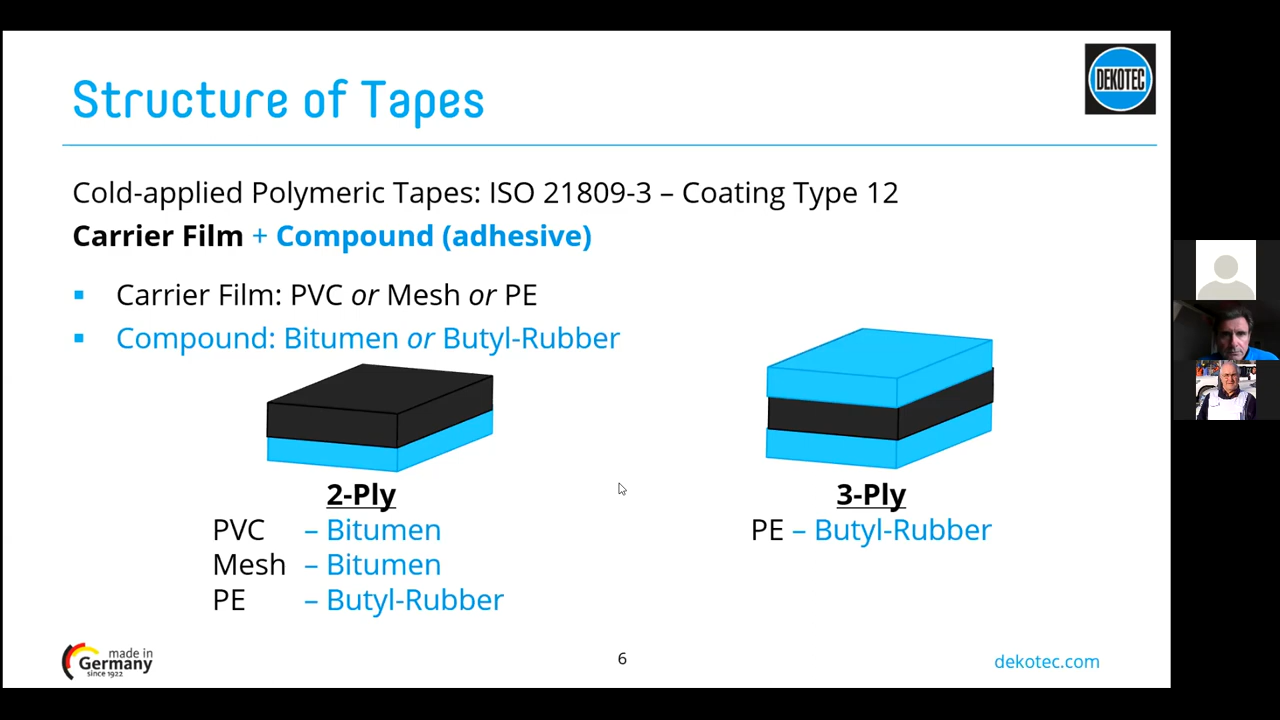 Structure of Tapes
DEKOTEC
Cold-applied Polymeric Tapes: ISO 21809-3 – Coating Type 12
Carrier Film + Compound (adhesive)
▪ Carrier Film: PVC or Mesh or PE
▪ Compound: Bitumen or Butyl-Rubber
2-Ply
PVC – Bitumen
Mesh – Bitumen
PE – Butyl-Rubber
3-Ply
PE – Butyl-Rubber
made in
Germany
since 1922
6
dekotec.com